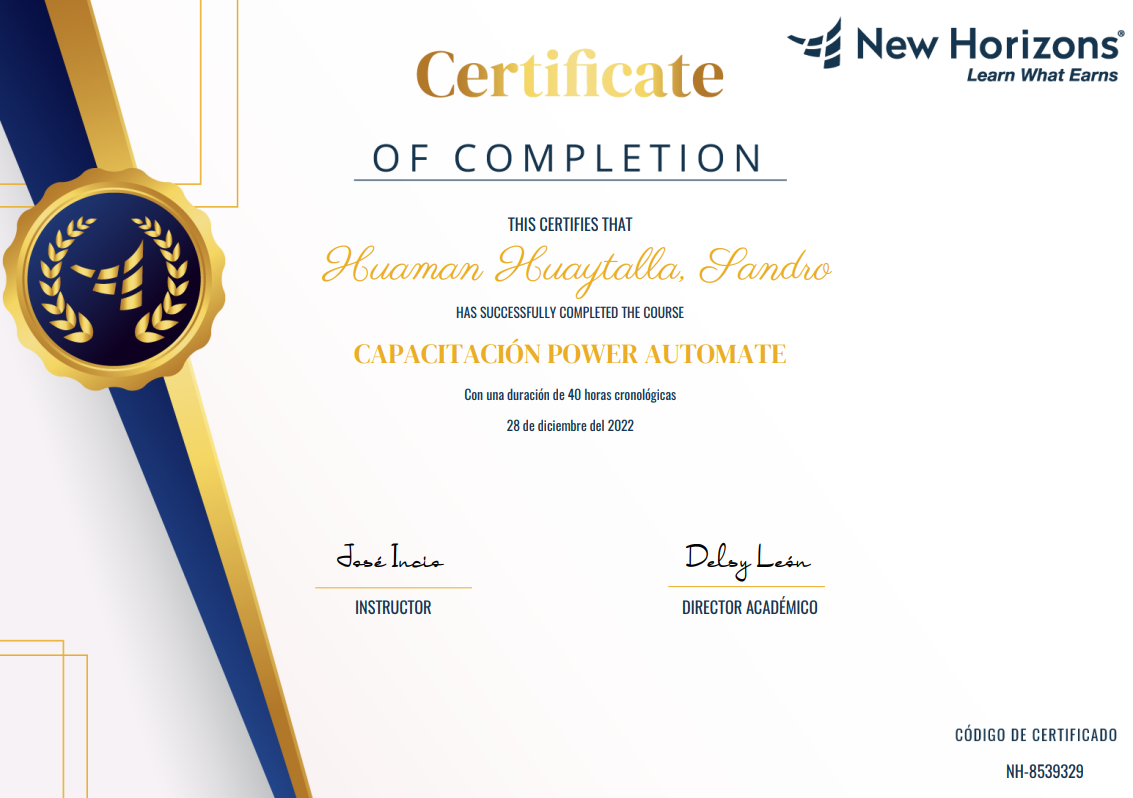 New Horizons®
Learn What Earns
Certificate
OF COMPLETION
THIS CERTIFIES THAT
Huaman Huaytalla, Sandro
HAS SUCCESSFULLY COMPLETED THE COURSE
CAPACITACIÓN POWER AUTOMATE
Con una duración de 40 horas cronológicas
28 de diciembre del 2022
José Incio
Delsy León
INSTRUCTOR
DIRECTOR ACADÉMICO
CÓDIGO DE CERTIFICADO
NH-8539329